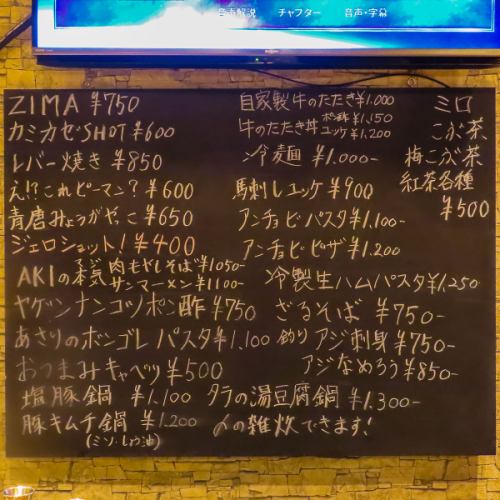 音声解説 チャプター 音声・字幕
ZIMA ¥750
カミカゼSHOT ¥600
レバー焼き ¥850
え!?これピーマン?¥600
青唐みょうがやっこ ¥650
ジェロショット!¥400
AKIの本気 マジ 肉もやしそば¥1050-
サンマーメン¥1100-
ヤゲンナンコツポン酢 ¥750
あさりのボンゴレパスタ¥1.100
おつまみキャベツ ¥500
塩豚鍋 ¥1.100
豚キムチ鍋 ¥1.200
(ミソ・しょう油)
自家製牛のたたき¥1.000
牛のたたき丼 ポン酢 ¥1.150
ユッケ ¥1.200
冷麺 ¥1.000-
馬刺しユッケ ¥900
アンチョビパスタ ¥1.100-
アンチョビピザ ¥1.200
冷製生ハムパスタ¥1.250
ざるそば ¥750-
釣りアジ刺身 ¥750-
アジなめろう ¥850-
タラの湯豆腐鍋 ¥1.300-
〆の雑炊できます!
ミロ
こぶ茶
梅こぶ茶
紅茶各種
¥500